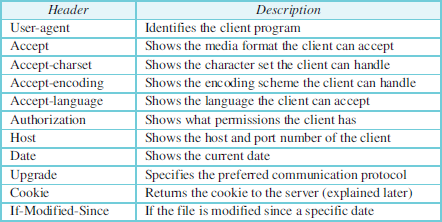 Header Description
User-agent Identifies the client program
Accept Shows the media format the client can accept
Accept-charset Shows the character set the client can handle
Accept-encoding Shows the encoding scheme the client can handle
Accept-language Shows the language the client can accept
Authorization Shows what permissions the client has
Host Shows the host and port number of the client
Date Shows the current date
Upgrade Specifies the preferred communication protocol
Cookie Returns the cookie to the server (explained later)
If-Modified-Since If the file is modified since a specific date